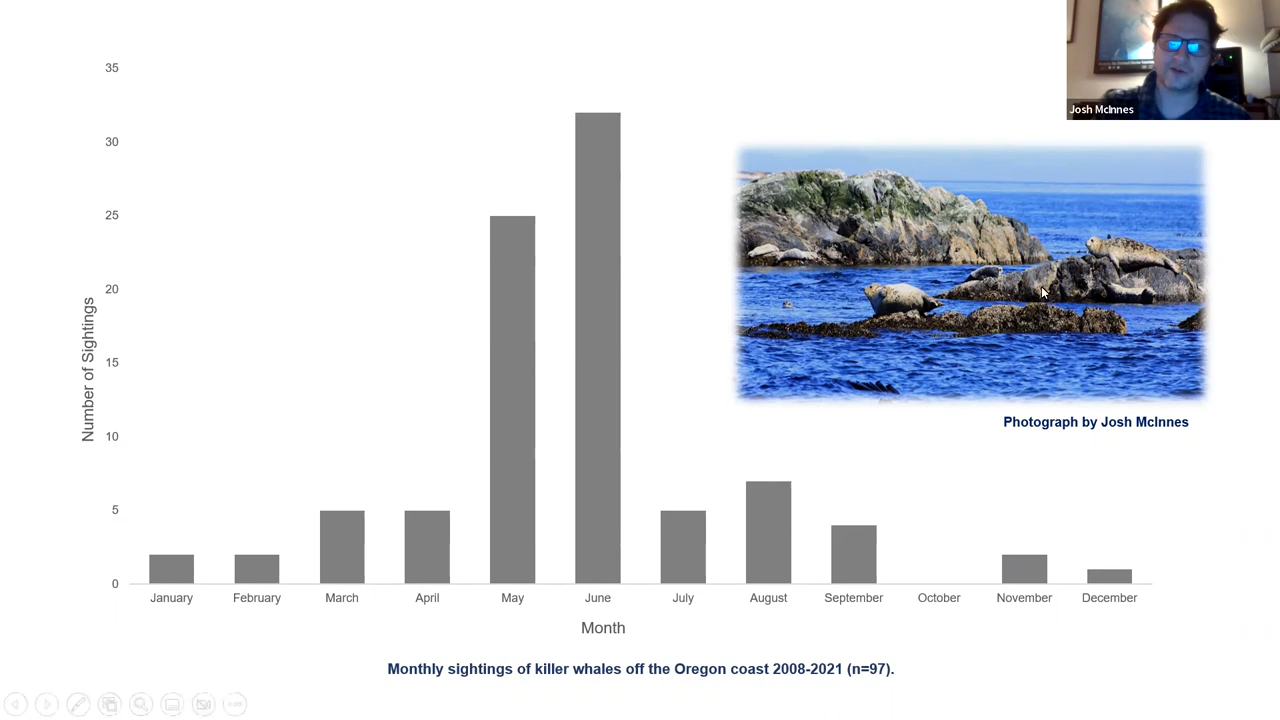 Josh McInnes
35
30
25
20
15
10
5
0
Number of Sightings
January February March April May June July August September October November December
Month
Photograph by Josh McInnes
Monthly sightings of killer whales off the Oregon coast 2008-2021 (n=97).